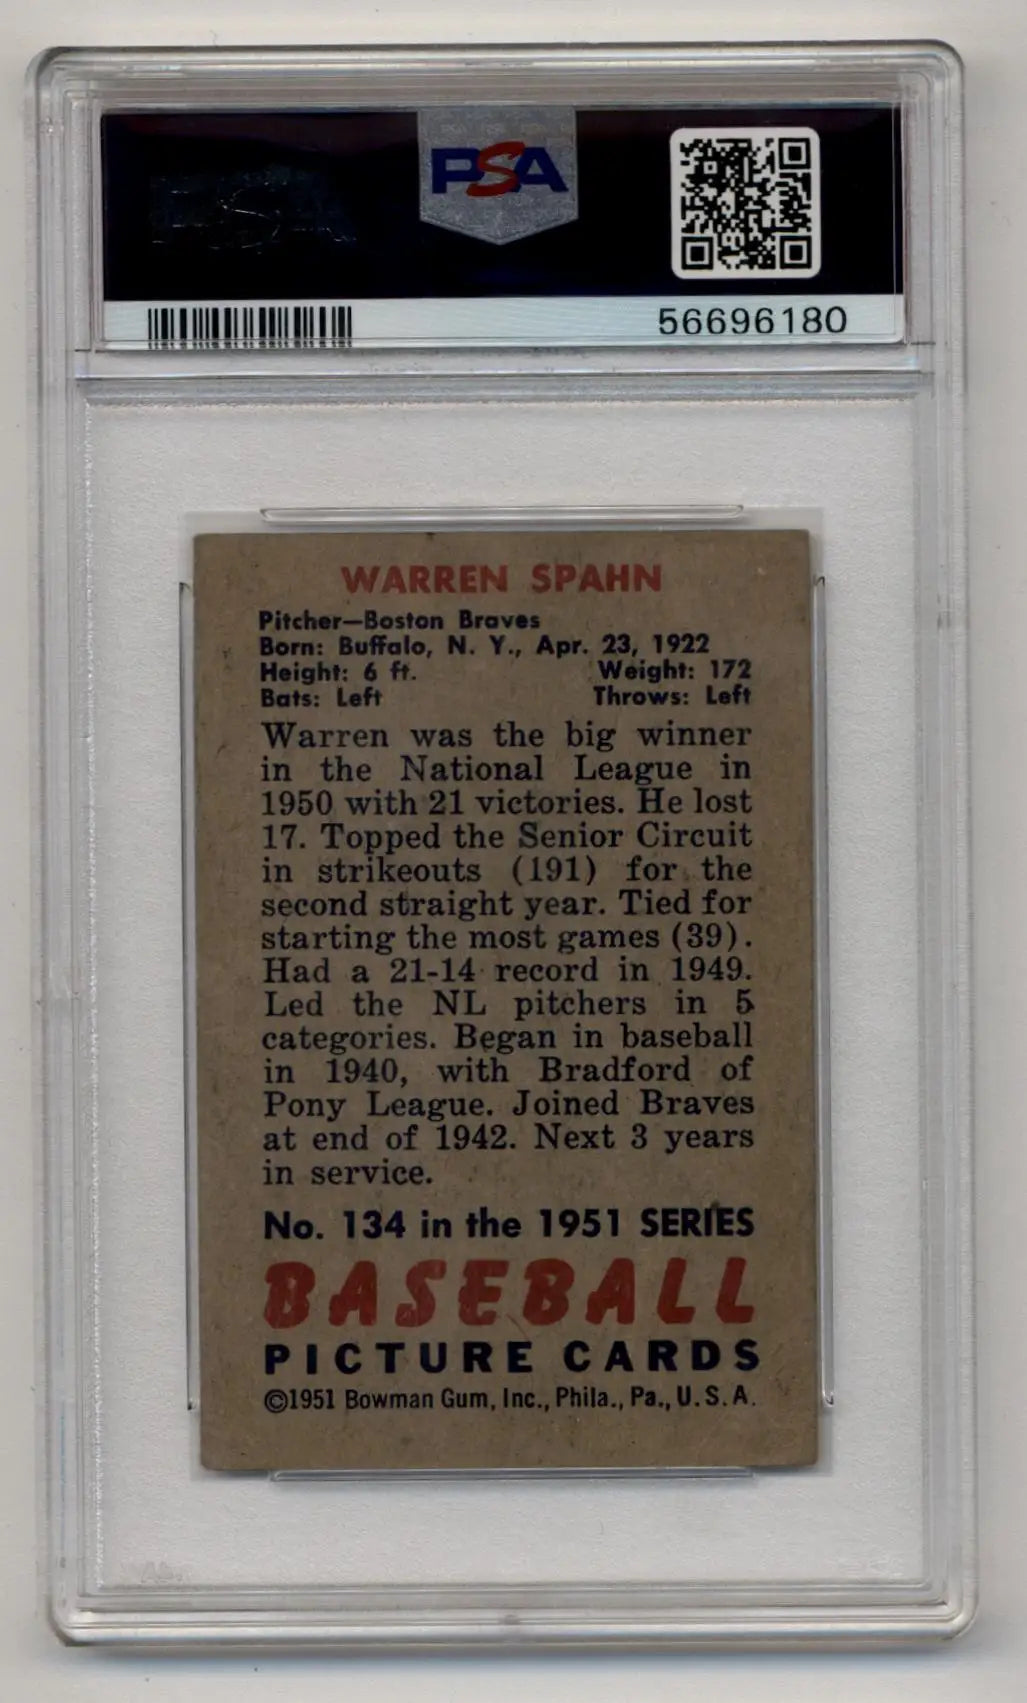 PSA
56696180
WARREN SPAHN
Pitcher—Boston Braves
Born: Buffalo, N. Y., Apr. 23, 1922
Height: 6 ft. Weight: 172
Bats: Left Throws: Left
Warren was the big winner
in the National League in
1950 with 21 victories. He lost
17. Topped the Senior Circuit
in strikeouts (191) for the
second straight year. Tied for
starting the most games (39).
Had a 21-14 record in 1949.
Led the NL pitchers in 5
categories. Began in baseball
in 1940, with Bradford of
Pony League. Joined Braves
at end of 1942. Next 3 years
in service.
No. 134 in the 1951 SERIES
BASEBALL
PICTURE CARDS
©1951 Bowman Gum, Inc., Phila., Pa., U.S.A.